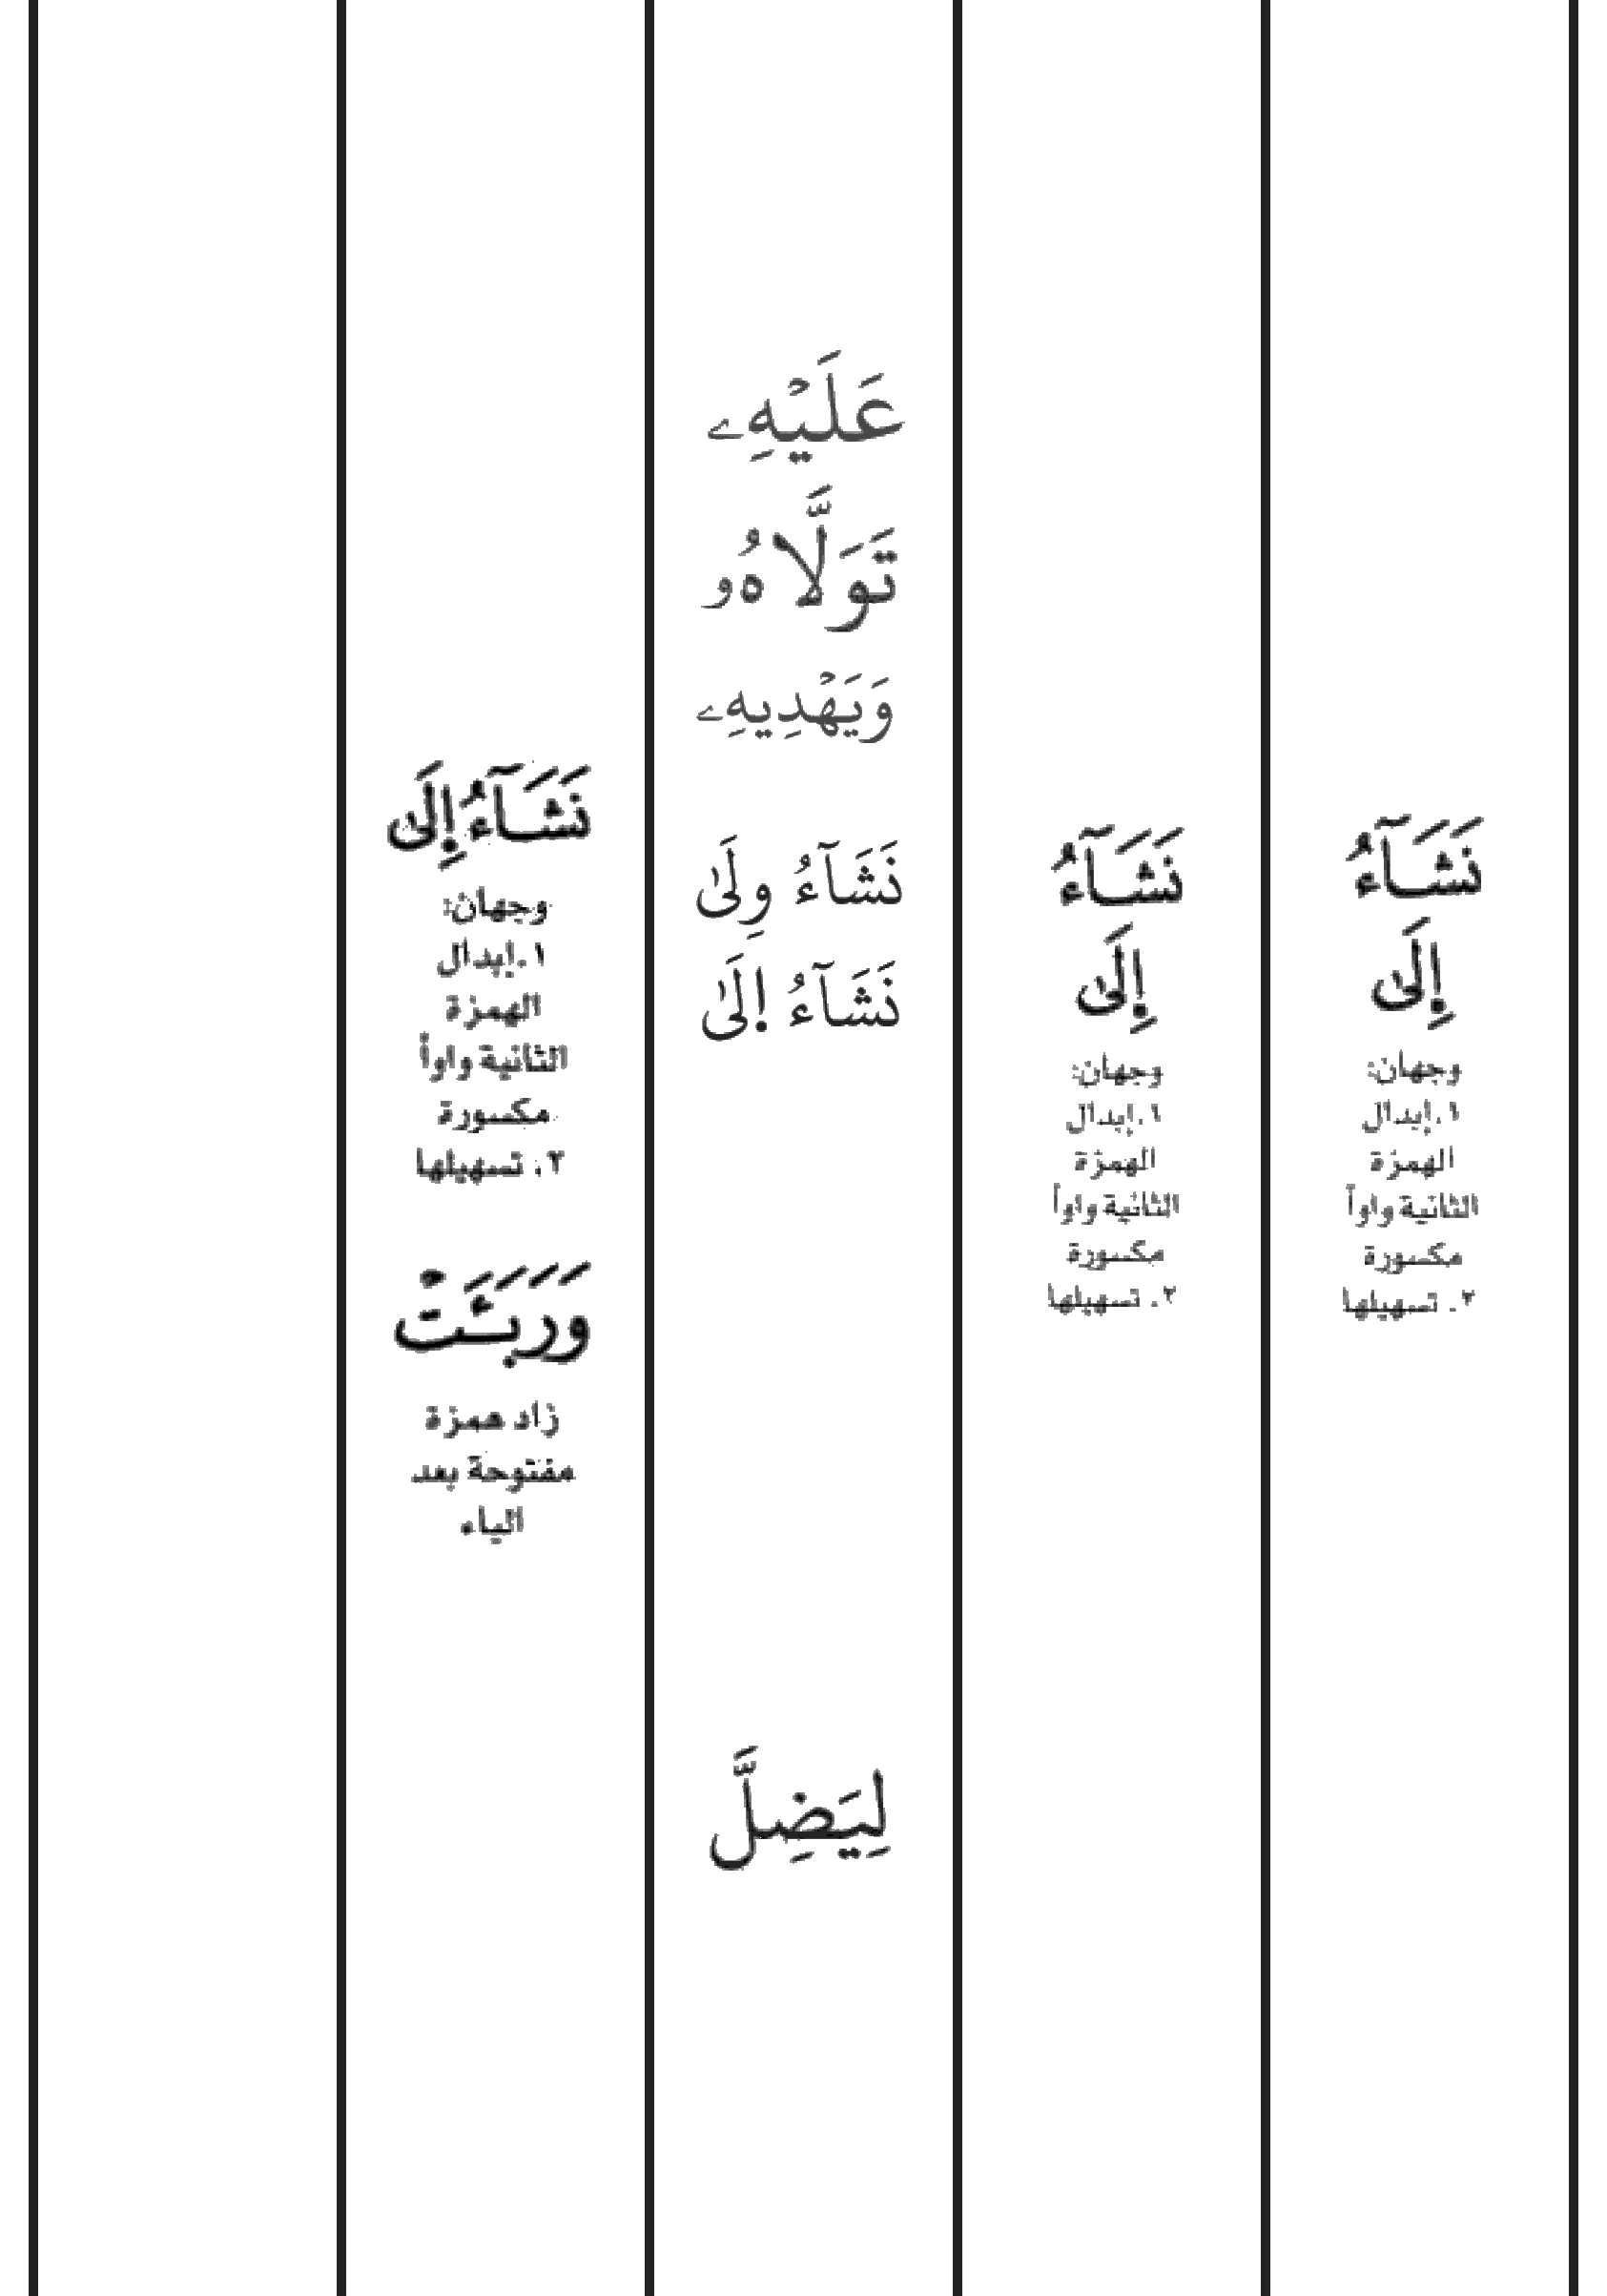 نَشَآءُ
إِلَىٰ
وجهان:
١.إبدال
الهمزة
الثانية واواً
مكسورة
٢. تسهيلها
نَشَآءُ
إِلَىٰ
وجهان:
١.إبدال
الهمزة
الثانية واواً
مكسورة
٢. تسهيلها
عَلَيْهِۦ
تَوَلَّاهُۥ
وَيَهْدِيهِۦ
نَشَآءُ وِلَىٰ
نَشَآءُ ا۪لَىٰ
لِيَضِلَّ
نَشَآءُ إِلَىٰ
وجهان:
١.إبدال
الهمزة
الثانية واواً
مكسورة
٢. تسهيلها
وَرَبَـَٔتْ
زاد همزة
مفتوحة بعد
الباء